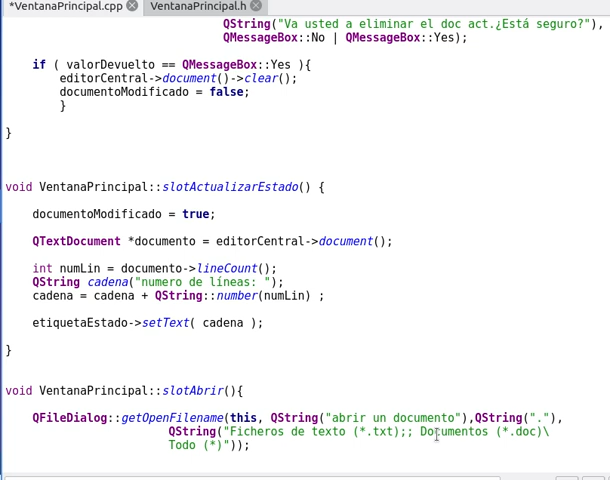 *VentanaPrincipal.cpp VentanaPrincipal.h
QString("Va usted a eliminar el doc act.¿Está seguro?"),
QMessageBox::No | QMessageBox::Yes);
if ( valorDevuelto == QMessageBox::Yes ){
editorCentral->document()->clear();
documentoModificado = false;
}
}
void VentanaPrincipal::slotActualizarEstado() {
documentoModificado = true;
QTextDocument *documento = editorCentral->document();
int numLin = documento->lineCount();
QString cadena("numero de líneas: ");
cadena = cadena + QString::number(numLin) ;
etiquetaEstado->setText( cadena );
}
void VentanaPrincipal::slotAbrir(){
QFileDialog::getOpenFilename(this, QString("abrir un documento"),QString("."),
QString("Ficheros de texto (*.txt);; Documentos (*.doc)\
Todo (*)"));